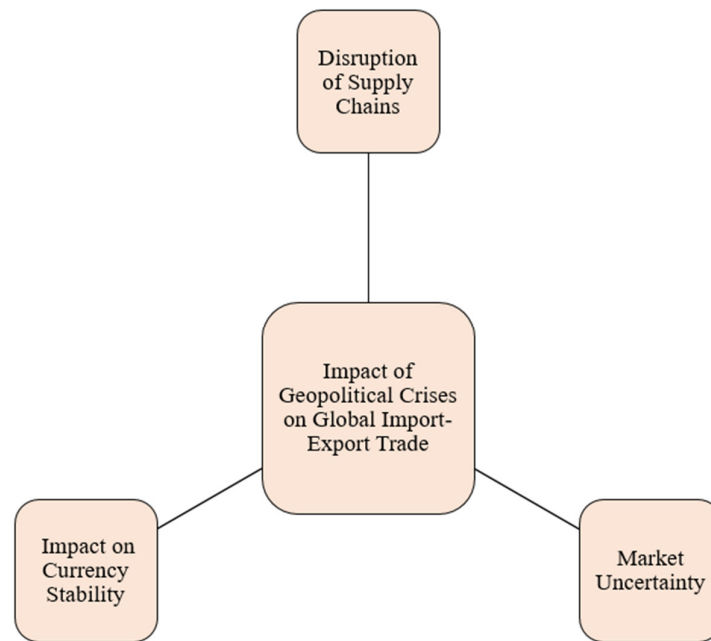 Disruption
of Supply
Chains
Impact of
Geopolitical Crises
on Global Import-
Export Trade
Impact on
Currency
Stability
Market
Uncertainty